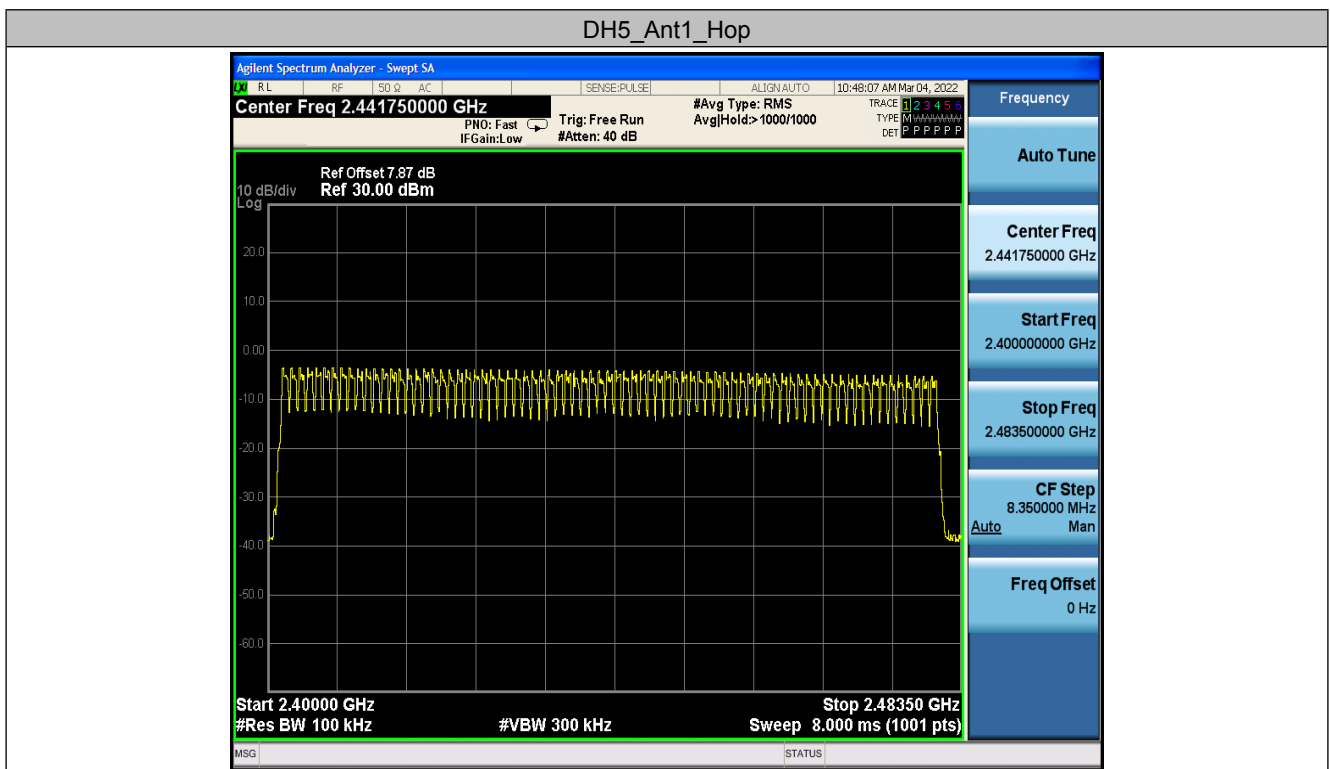 DH5_Ant1_Hop
Agilent Spectrum Analyzer - Swept SA
LXI RL RF 50 Ω AC SENSE:PULSE ALIGN AUTO 10:48:07 AM Mar 04, 2022
Center Freq 2.441750000 GHz
PNO: Fast
IFGain:Low
Trig: Free Run
#Atten: 40 dB
#Avg Type: RMS
Avg|Hold:>1000/1000
TRACE 1 2 3 4 5 6
TYPE M WWWWW
DET P P P P P P
Ref Offset 7.87 dB
10 dB/div Ref 30.00 dBm
Log
20.0
10.0
0.00
-10.0
-20.0
-30.0
-40.0
-50.0
-60.0
Start 2.40000 GHz Stop 2.48350 GHz
#Res BW 100 kHz #VBW 300 kHz Sweep 8.000 ms (1001 pts)
MSG STATUS
Frequency
Auto Tune
Center Freq
2.441750000 GHz
Start Freq
2.400000000 GHz
Stop Freq
2.483500000 GHz
CF Step
8.350000 MHz
Auto Man
Freq Offset
0 Hz